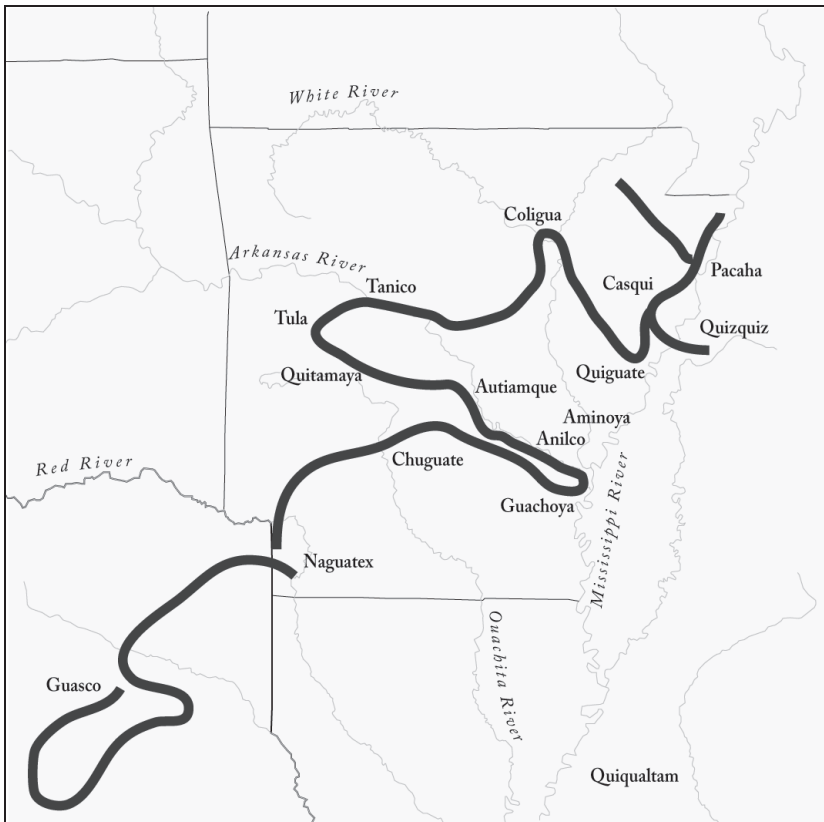 White River
Coligua
Arkansas River
Pacaha
Tanico
Casqui
Tula
Quizquiz
Quitamaya
Quiguate
Autiamque
Aminoya
Anilco
Chuguate
Red River
Guachoya
Mississippi River
Naguatex
Ouachita River
Guasco
Quiqualtam